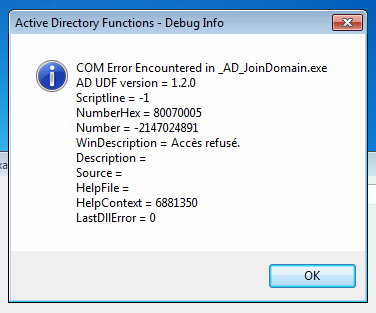 Active Directory Functions - Debug Info
COM Error Encountered in _AD_JoinDomain.exe
AD UDF version = 1.2.0
Scriptline = -1
NumberHex = 80070005
Number = -2147024891
WinDescription = Accès refusé.
Description =
Source =
HelpFile =
HelpContext = 6881350
LastDllError = 0
OK